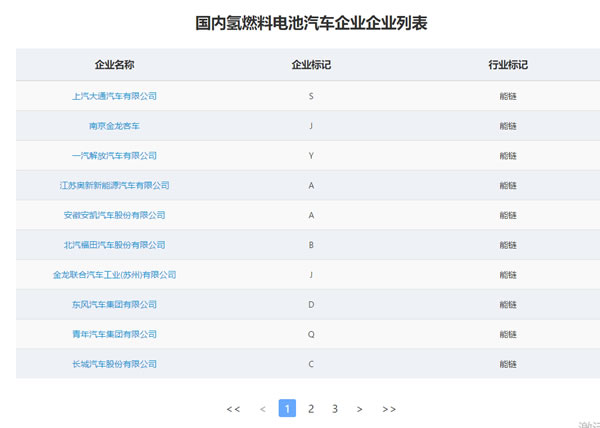 国内氢燃料电池汽车企业企业列表
企业名称 企业标记 行业标记
上汽大通汽车有限公司 S 能链
南京金龙客车 J 能链
一汽解放汽车有限公司 Y 能链
江苏奥新新能源汽车有限公司 A 能链
安徽安凯汽车股份有限公司 A 能链
北汽福田汽车股份有限公司 B 能链
金龙联合汽车工业(苏州)有限公司 J 能链
东风汽车集团有限公司 D 能链
青年汽车集团有限公司 Q 能链
长城汽车股份有限公司 C 能链
<< < 1 2 3 > >>